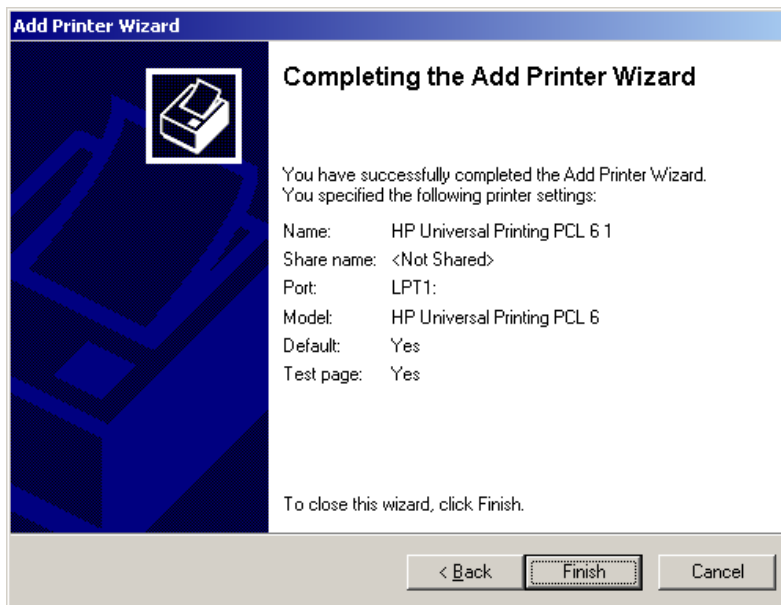 Add Printer Wizard
Completing the Add Printer Wizard
You have successfully completed the Add Printer Wizard.
You specified the following printer settings:
Name: HP Universal Printing PCL 6 1
Share name: <Not Shared>
Port: LPT1:
Model: HP Universal Printing PCL 6
Default: Yes
Test page: Yes
To close this wizard, click Finish.
< Back Finish Cancel